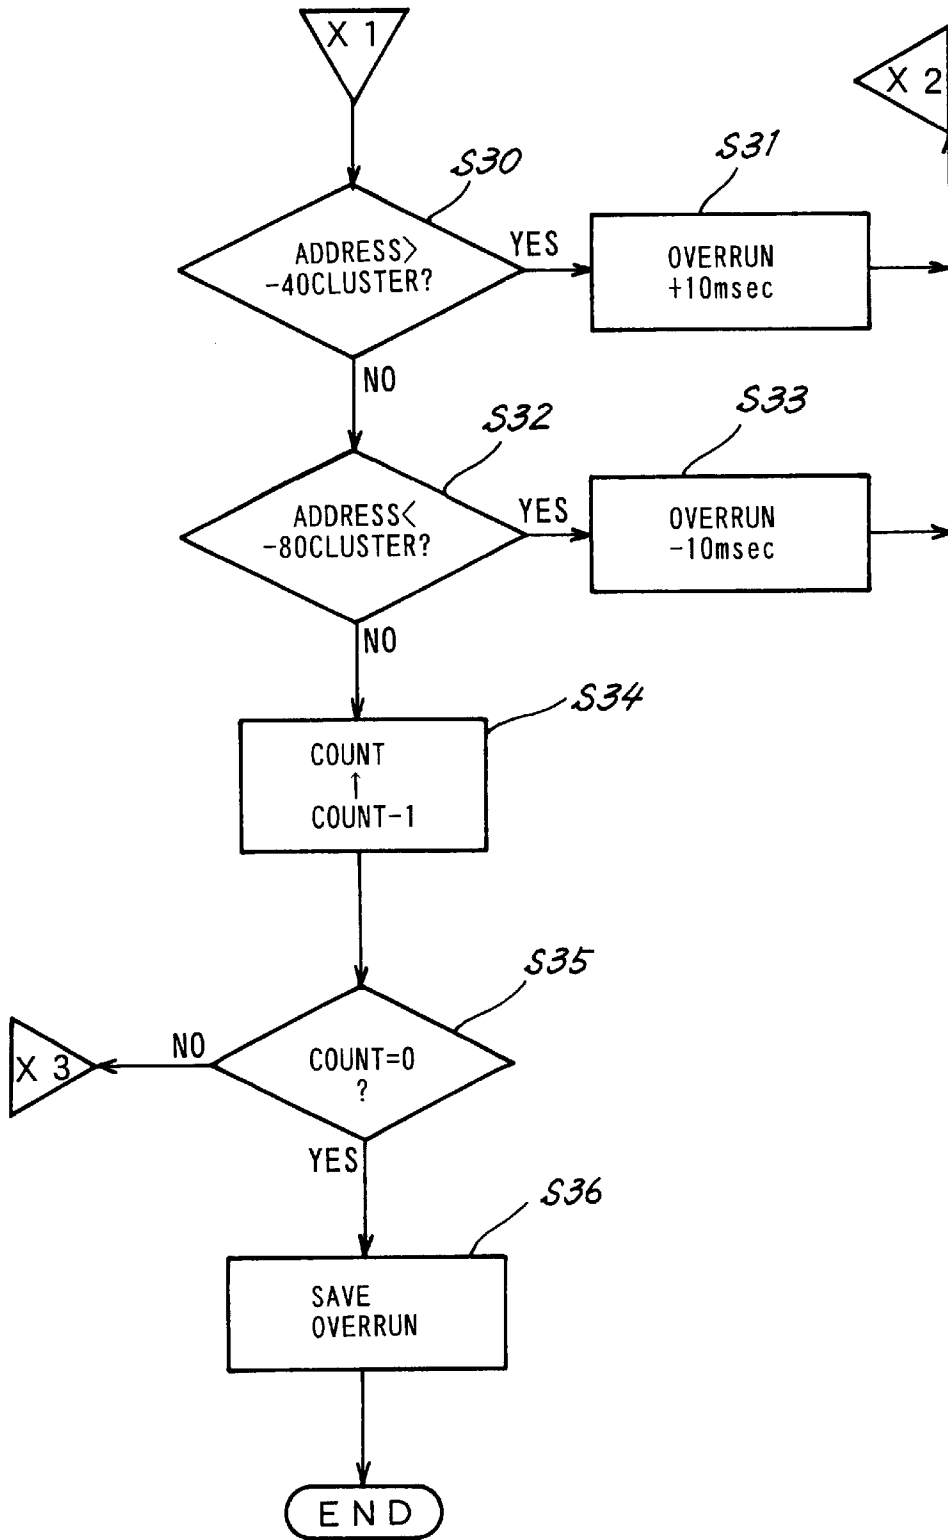 X 1
X 2
S30
S31
ADDRESS>
-40CLUSTER?
YES
OVERRUN
+10msec
NO
S32
S33
ADDRESS<
-80CLUSTER?
YES
OVERRUN
-10msec
NO
S34
COUNT
↑
COUNT-1
S35
X 3
NO
COUNT=0
?
YES
S36
SAVE
OVERRUN
END